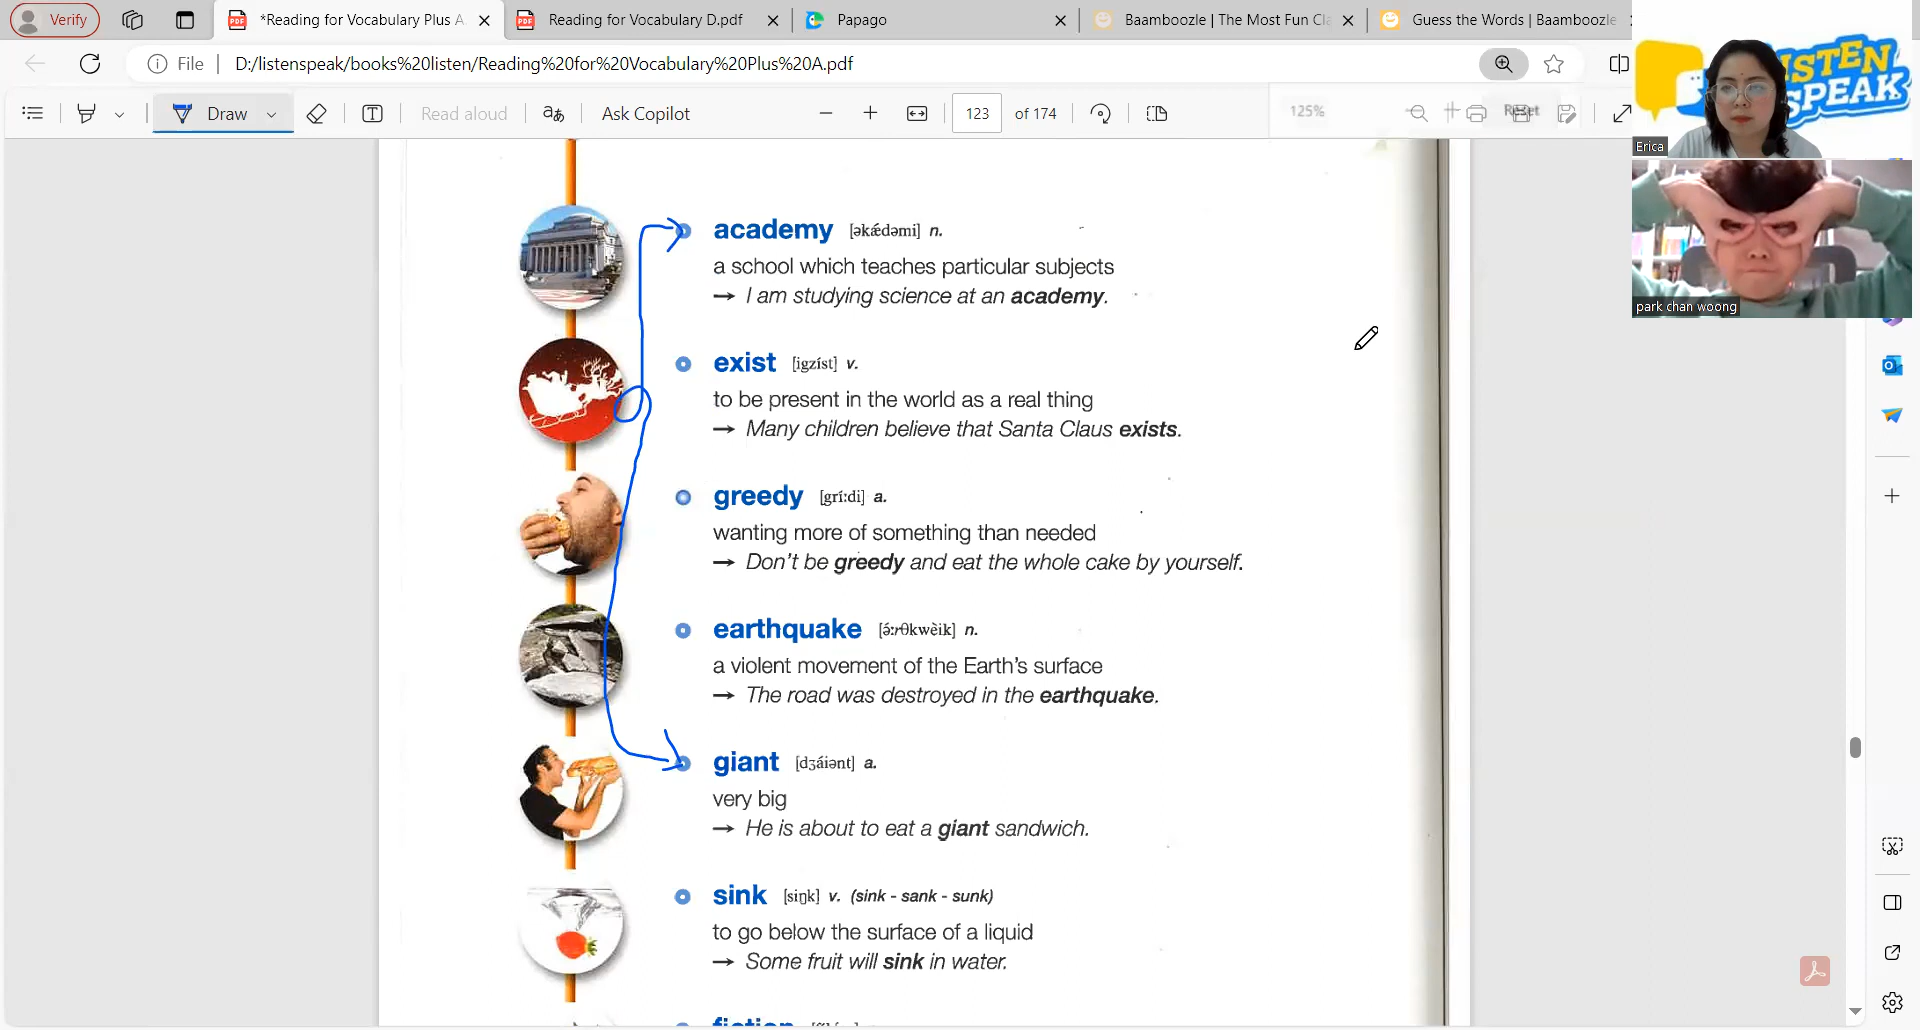 Verify
*Reading for Vocabulary Plus A
Reading for Vocabulary D.pdf
Papago
Baamboozle | The Most Fun Cla
Guess the Words | Baamboozle
File
D:/listenspeak/books%20listen/Reading%20for%20Vocabulary%20Plus%20A.pdf
Draw
Read aloud
aあ
Ask Copilot
123
of 174
125%
Reset
LISTEN
SPEAK
Erica
park chan woong
academy [əkǽdəmi] n.
a school which teaches particular subjects
→ I am studying science at an academy.
exist [igzíst] v.
to be present in the world as a real thing
→ Many children believe that Santa Claus exists.
greedy [grí:di] a.
wanting more of something than needed
→ Don't be greedy and eat the whole cake by yourself.
earthquake [ə́:rθkwèik] n.
a violent movement of the Earth's surface
→ The road was destroyed in the earthquake.
giant [dʒáiənt] a.
very big
→ He is about to eat a giant sandwich.
sink [siŋk] v. (sink - sank - sunk)
to go below the surface of a liquid
→ Some fruit will sink in water.
fiction